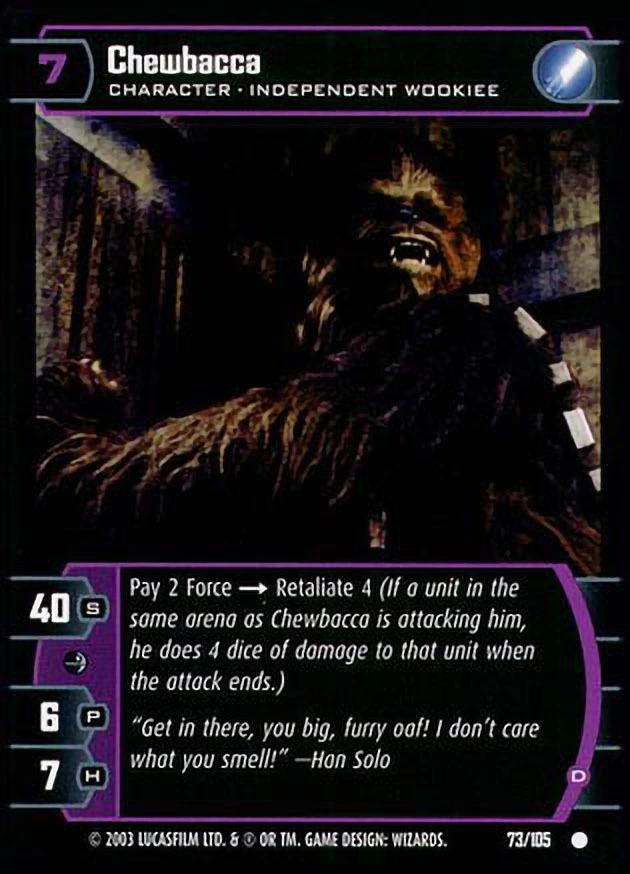 7
Chewbacca
CHARACTER · INDEPENDENT WOOKIEE
40 S
6 P
7 H
Pay 2 Force → Retaliate 4 (If a unit in the
same arena as Chewbacca is attacking him,
he does 4 dice of damage to that unit when
the attack ends.)
"Get in there, you big, furry oaf! I don't care
what you smell!" —Han Solo
D
© 2003 LUCASFILM LTD. & ® OR TM. GAME DESIGN: WIZARDS.
73/105